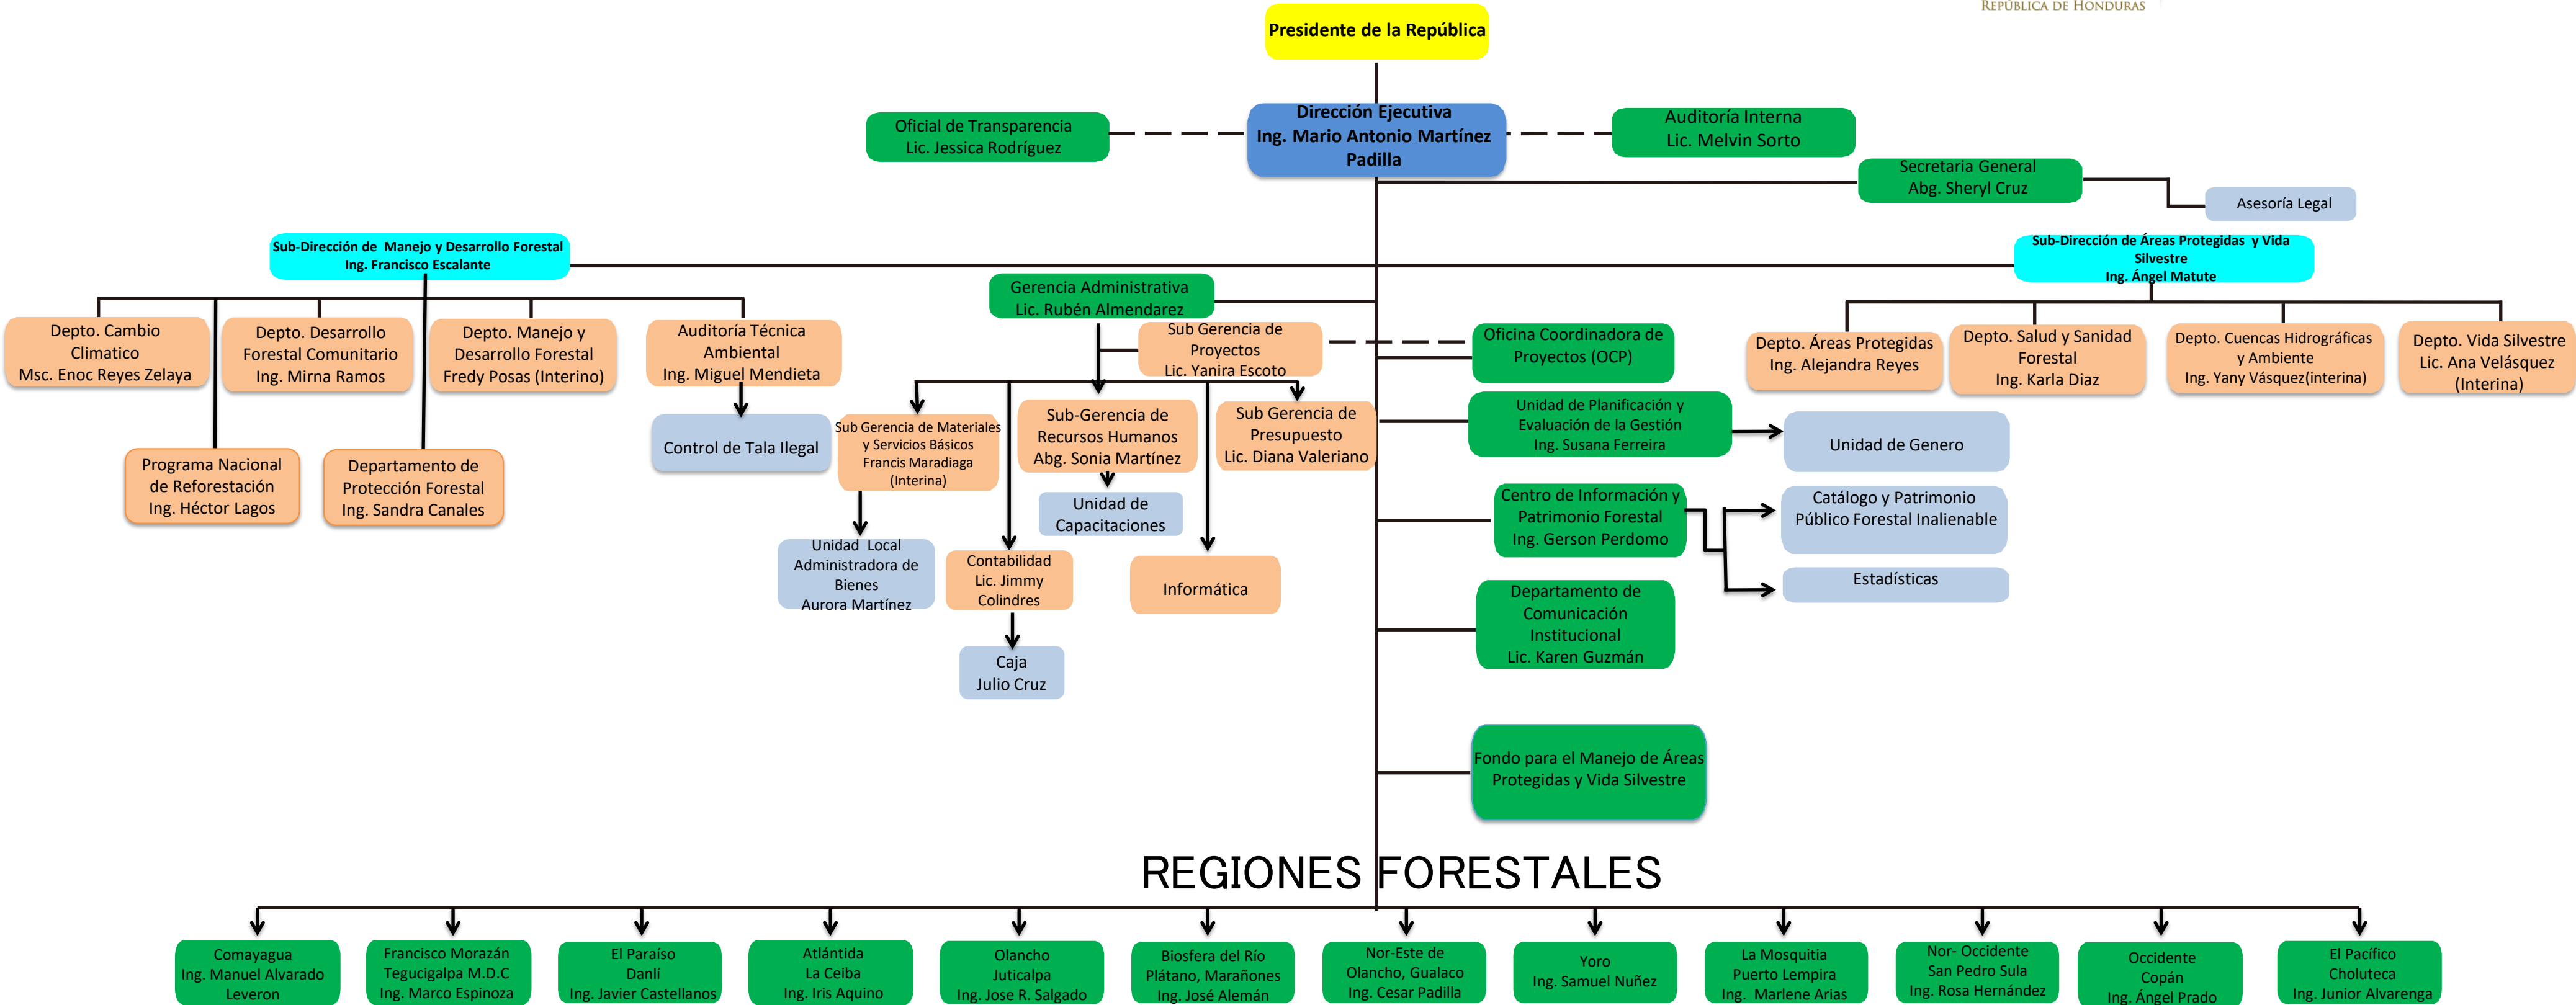 REPÚBLICA DE HONDURAS
Presidente de la República
Dirección Ejecutiva
Ing. Mario Antonio Martínez
Padilla
Oficial de Transparencia
Lic. Jessica Rodríguez
Auditoría Interna
Lic. Melvin Sorto
Secretaria General
Abg. Sheryl Cruz
Asesoría Legal
Sub-Dirección de Manejo y Desarrollo Forestal
Ing. Francisco Escalante
Sub-Dirección de Áreas Protegidas y Vida
Silvestre
Ing. Ángel Matute
Gerencia Administrativa
Lic. Rubén Almendarez
Depto. Cambio
Climatico
Msc. Enoc Reyes Zelaya
Depto. Desarrollo
Forestal Comunitario
Ing. Mirna Ramos
Depto. Manejo y
Desarrollo Forestal
Fredy Posas (Interino)
Auditoría Técnica
Ambiental
Ing. Miguel Mendieta
Sub Gerencia de
Proyectos
Lic. Yanira Escoto
Oficina Coordinadora de
Proyectos (OCP)
Depto. Áreas Protegidas
Ing. Alejandra Reyes
Depto. Salud y Sanidad
Forestal
Ing. Karla Diaz
Depto. Cuencas Hidrográficas
y Ambiente
Ing. Yany Vásquez(interina)
Depto. Vida Silvestre
Lic. Ana Velásquez
(Interina)
Control de Tala Ilegal
Sub Gerencia de Materiales
y Servicios Básicos
Francis Maradiaga
(Interina)
Sub-Gerencia de
Recursos Humanos
Abg. Sonia Martínez
Sub Gerencia de
Presupuesto
Lic. Diana Valeriano
Unidad de Planificación y
Evaluación de la Gestión
Ing. Susana Ferreira
Unidad de Genero
Programa Nacional
de Reforestación
Ing. Héctor Lagos
Departamento de
Protección Forestal
Ing. Sandra Canales
Unidad de
Capacitaciones
Centro de Información y
Patrimonio Forestal
Ing. Gerson Perdomo
Catálogo y Patrimonio
Público Forestal Inalienable
Estadísticas
Unidad Local
Administradora de
Bienes
Aurora Martínez
Contabilidad
Lic. Jimmy
Colindres
Informática
Departamento de
Comunicación
Institucional
Lic. Karen Guzmán
Caja
Julio Cruz
Fondo para el Manejo de Áreas
Protegidas y Vida Silvestre
REGIONES FORESTALES
Comayagua
Ing. Manuel Alvarado
Leveron
Francisco Morazán
Tegucigalpa M.D.C
Ing. Marco Espinoza
El Paraíso
Danlí
Ing. Javier Castellanos
Atlántida
La Ceiba
Ing. Iris Aquino
Olancho
Juticalpa
Ing. Jose R. Salgado
Biosfera del Río
Plátano, Marañones
Ing. José Alemán
Nor-Este de
Olancho, Gualaco
Ing. Cesar Padilla
Yoro
Ing. Samuel Nuñez
La Mosquitia
Puerto Lempira
Ing. Marlene Arias
Nor- Occidente
San Pedro Sula
Ing. Rosa Hernández
Occidente
Copán
Ing. Ángel Prado
El Pacífico
Choluteca
Ing. Junior Alvarenga